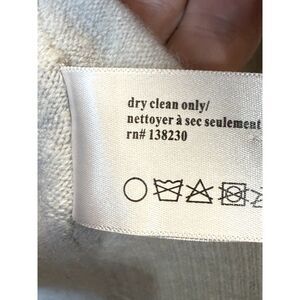 dry clean only/
nettoyer à sec seulement
rn# 138230